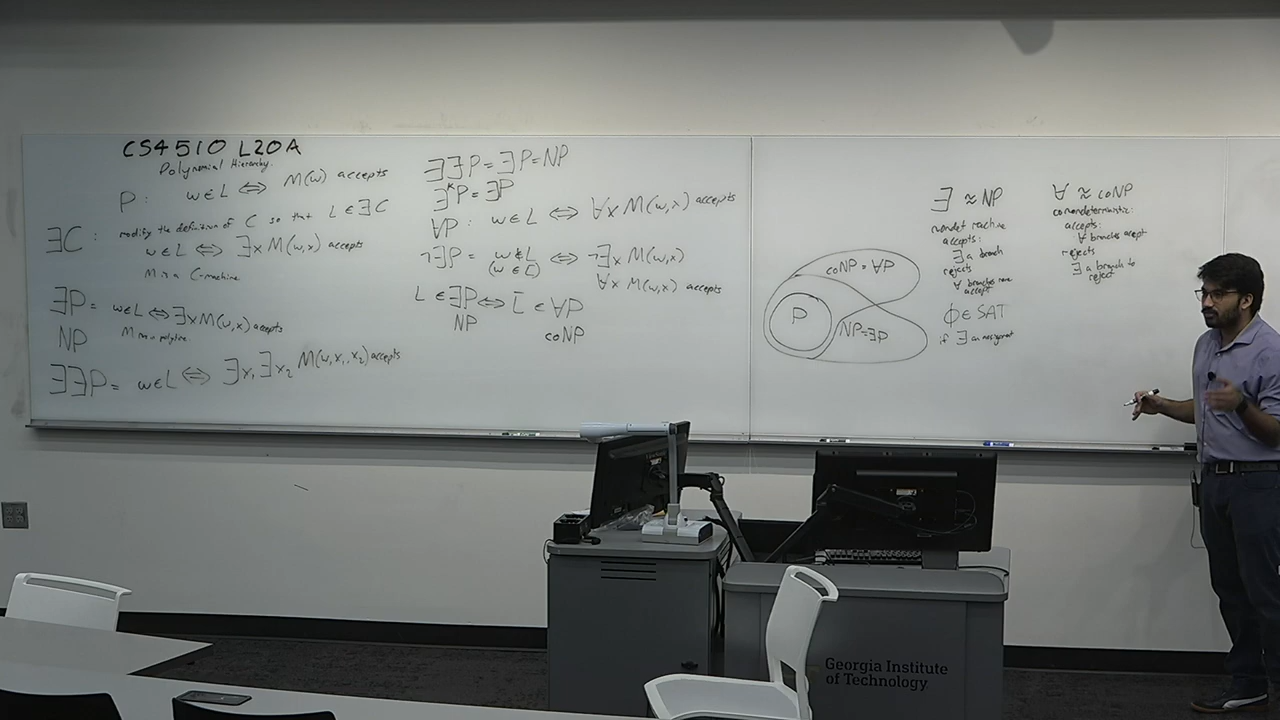 CS4510 L20A
Polynomial Hierarchy.
P: w∈L ⟺ M(w) accepts
∃C: modify the definition of C so that L∈∃C
w∈L ⟺ ∃x M(w,x) accepts
M is a C-machine
∃P = w∈L ⟺ ∃x M(w,x) accepts
NP M is a polytime
∃∃P = w∈L ⟺ ∃x₁ ∃x₂ M(w,x₁,x₂) accepts
∃∃P = ∃P = NP
∃*P = ∃P
∀P: w∈L ⟺ ∀x M(w,x) accepts
¬∃P = w∉L ⟺ ¬∃x M(w,x)
(w∈L̅) ∀x M(w,x) accepts
L∈∃P ⟺ L̅ ∈ ∀P
NP coNP
coNP = ∀P
P
NP=∃P
∃ ≈ NP
nondet machine
accepts:
∃ a branch
rejects
∀ branches
accept
φ∈SAT
if ∃ an assignment
∀ ≈ coNP
conondeterministic:
accepts:
∀ branches accept
rejects
∃ a branch to
reject
Georgia Institute
of Technology